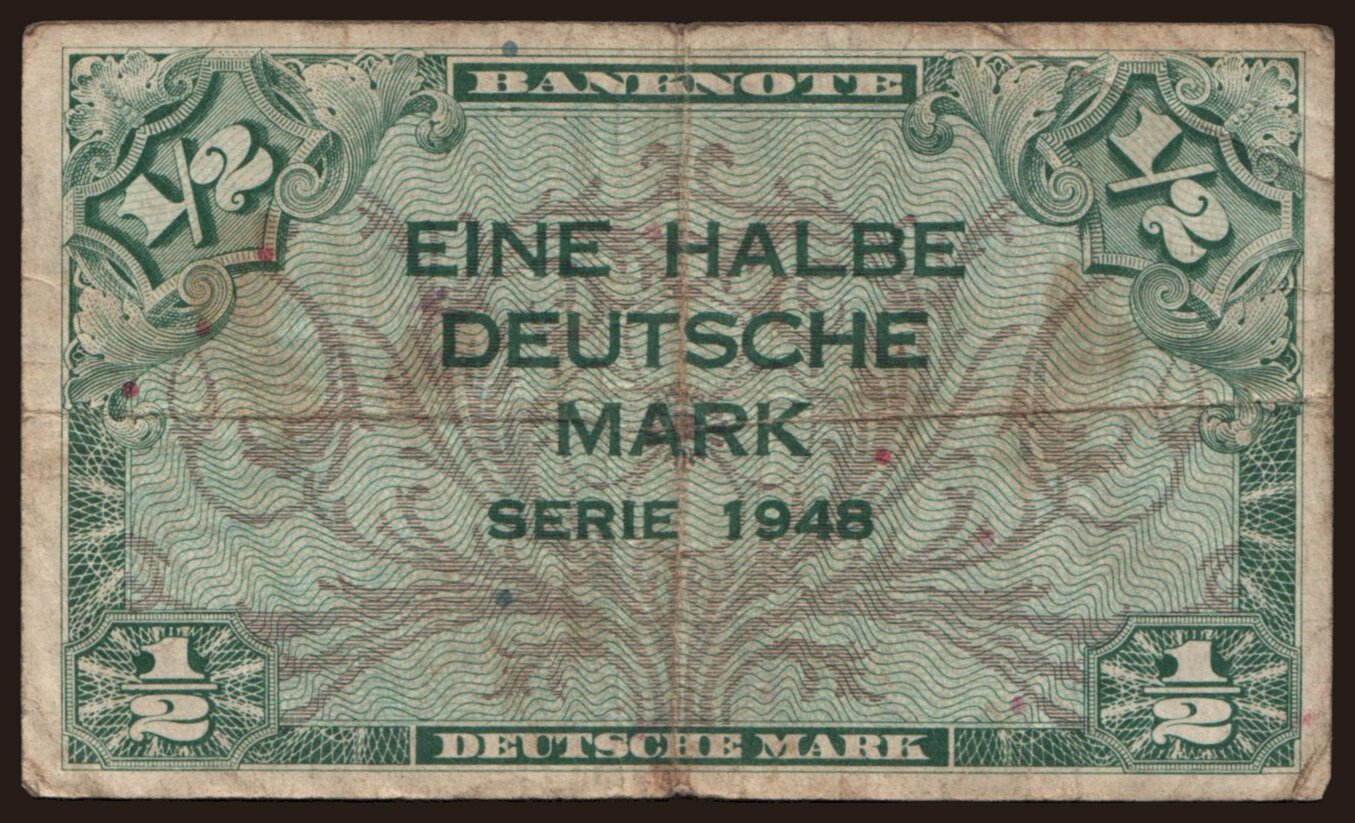 BANKNOTE
1/2 1/2
EINE HALBE
DEUTSCHE
MARK
SERIE 1948
1/2 1/2
DEUTSCHE MARK